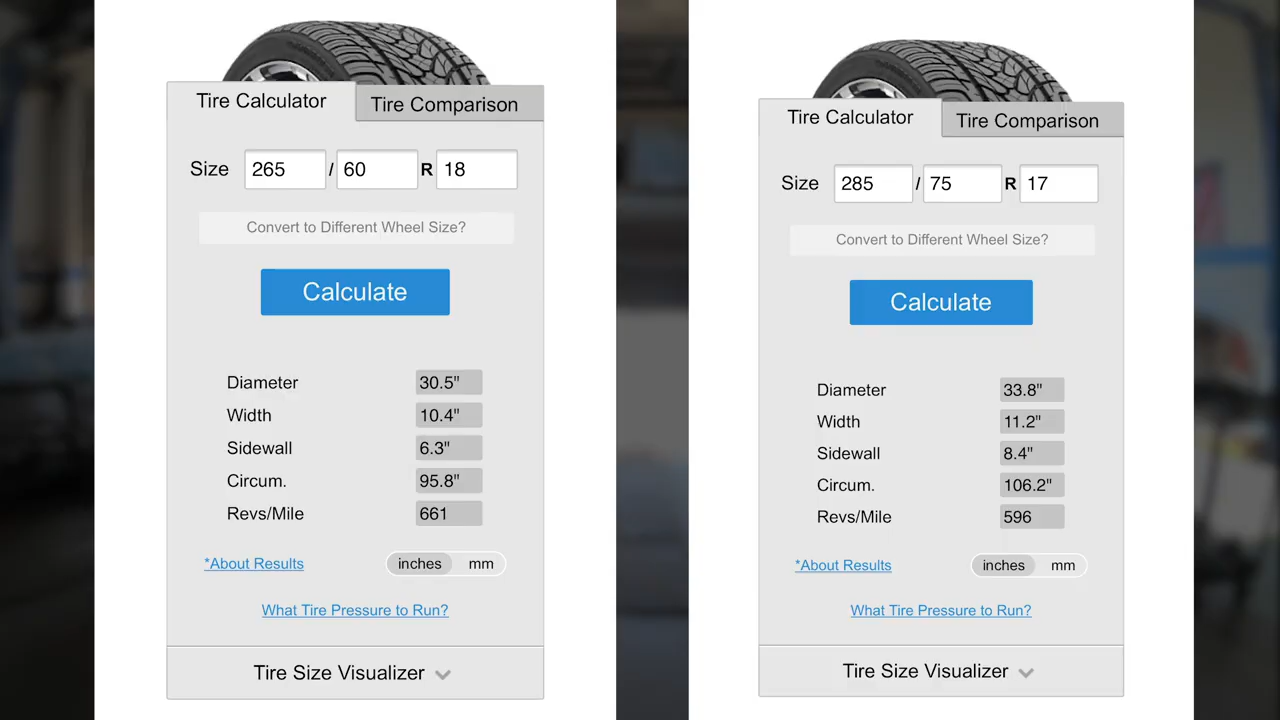 Tire Calculator
Tire Comparison
Size 265 / 60 R 18
Convert to Different Wheel Size?
Calculate
Diameter 30.5"
Width 10.4"
Sidewall 6.3"
Circum. 95.8"
Revs/Mile 661
*About Results inches mm
What Tire Pressure to Run?
Tire Size Visualizer
Tire Calculator
Tire Comparison
Size 285 / 75 R 17
Convert to Different Wheel Size?
Calculate
Diameter 33.8"
Width 11.2"
Sidewall 8.4"
Circum. 106.2"
Revs/Mile 596
*About Results inches mm
What Tire Pressure to Run?
Tire Size Visualizer